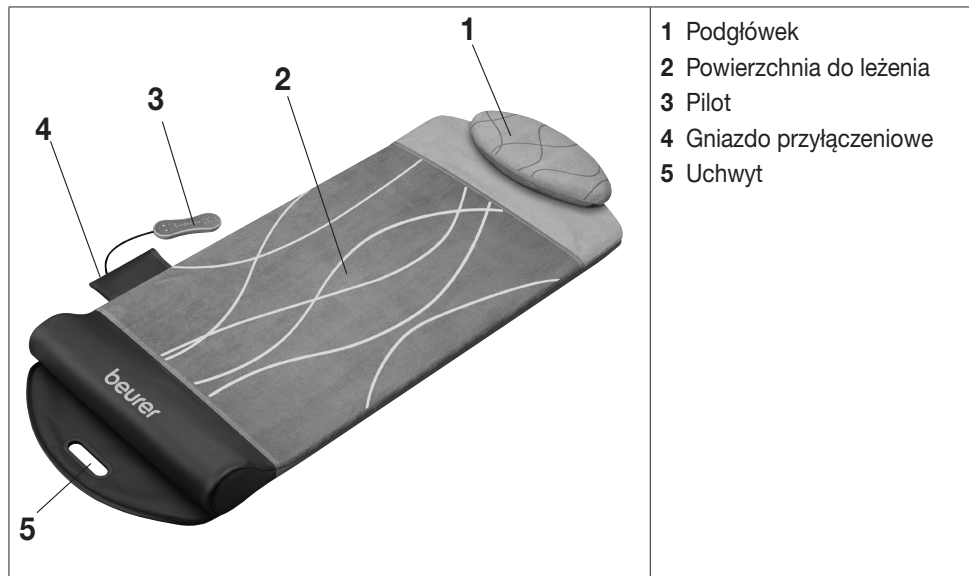 1
2
3
4
5
beurer
1 Podgłówek
2 Powierzchnia do leżenia
3 Pilot
4 Gniazdo przyłączeniowe
5 Uchwyt